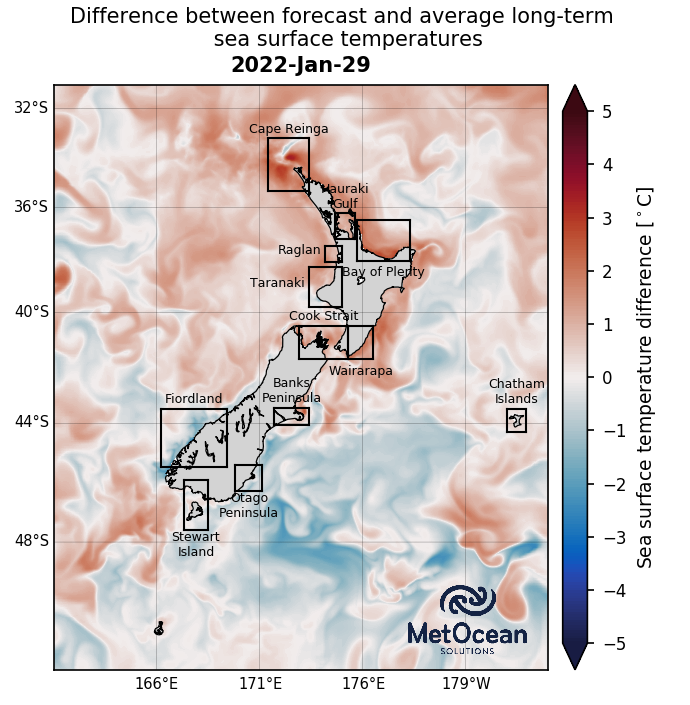 Difference between forecast and average long-term
sea surface temperatures
2022-Jan-29
32°S
36°S
40°S
44°S
48°S
166°E
171°E
176°E
179°W
Cape Reinga
Hauraki
Gulf
Raglan
Bay of Plenty
Taranaki
Cook Strait
Wairarapa
Banks
Peninsula
Chatham
Islands
Fiordland
Otago
Peninsula
Stewart
Island
MetOcean
SOLUTIONS
5
4
3
2
1
0
−1
−2
−3
−4
−5
Sea surface temperature difference [°C]